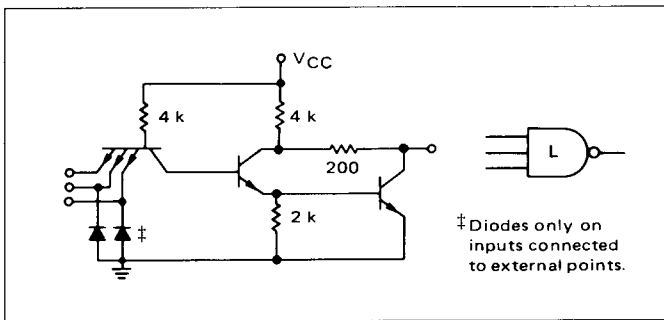 VCC
4 k
4 k
200
2 k
‡
L
‡ Diodes only on
inputs connected
to external points.